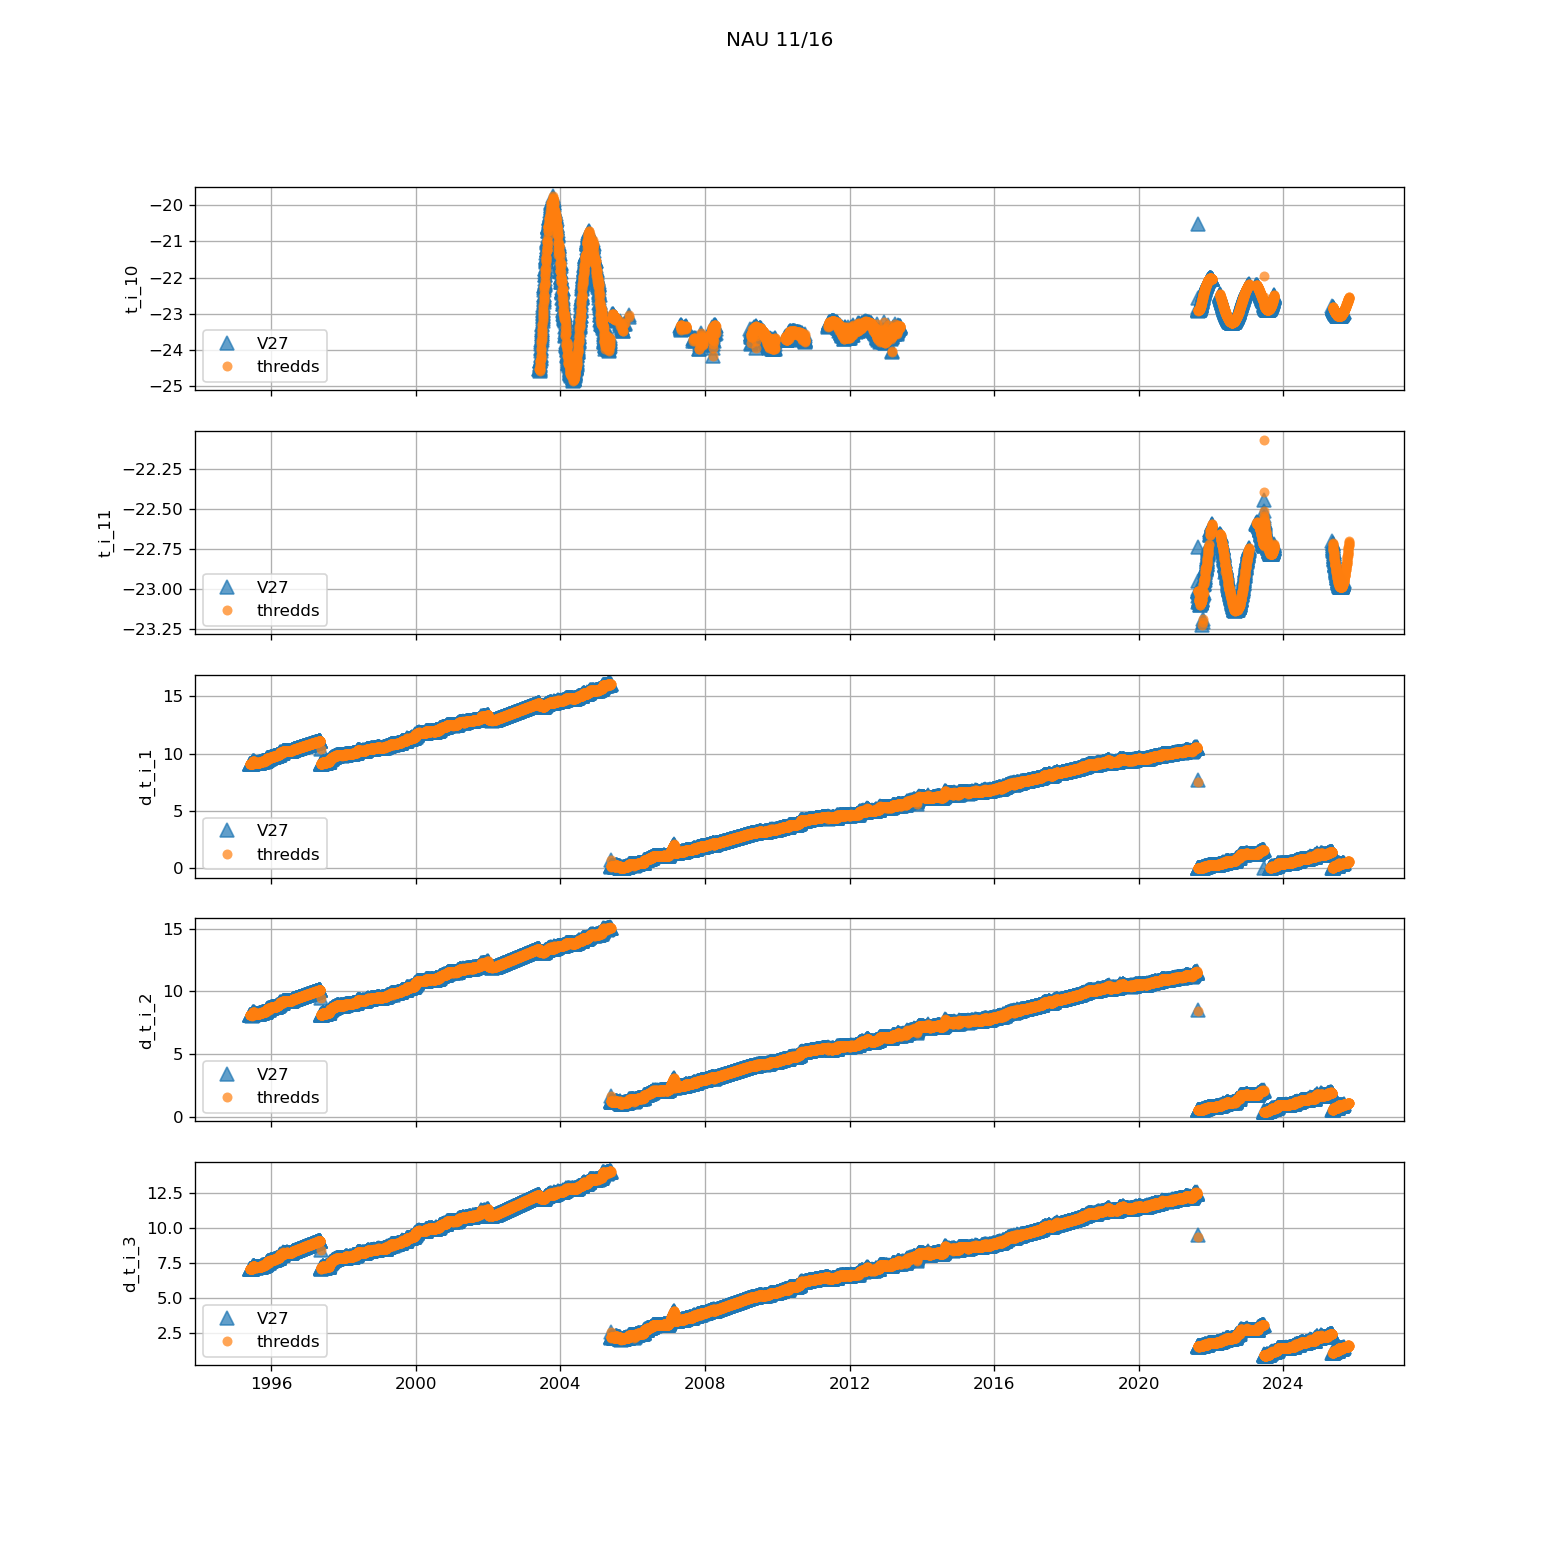 NAU 11/16
t_i_10
−20
−21
−22
−23
−24
−25
V27
thredds
t_i_11
−22.25
−22.50
−22.75
−23.00
−23.25
V27
thredds
d_t_i_1
15
10
5
0
V27
thredds
d_t_i_2
15
10
5
0
V27
thredds
d_t_i_3
12.5
10.0
7.5
5.0
2.5
V27
thredds
1996 2000 2004 2008 2012 2016 2020 2024